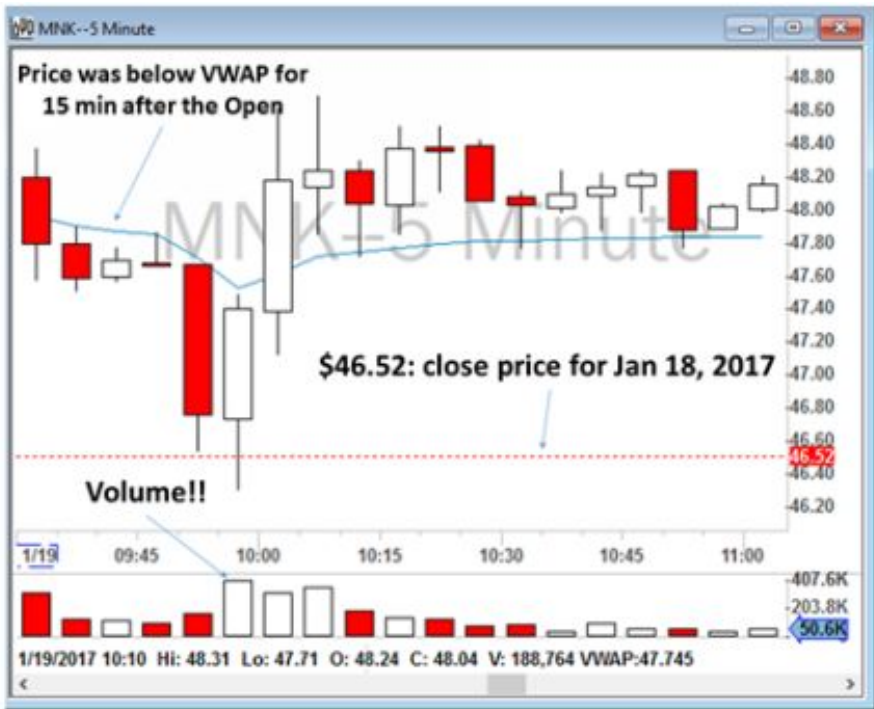 MNK--5 Minute
Price was below VWAP for
15 min after the Open
MNK--5 Minute
$46.52: close price for Jan 18, 2017
Volume!!
48.80
48.60
48.40
48.20
48.00
47.80
47.60
47.40
47.20
47.00
46.80
46.60
46.52
46.40
46.20
1/19
09:45
10:00
10:15
10:30
10:45
11:00
407.6K
203.8K
50.6K
1/19/2017 10:10 Hi: 48.31 Lo: 47.71 O: 48.24 C: 48.04 V: 188,764 VWAP:47.745